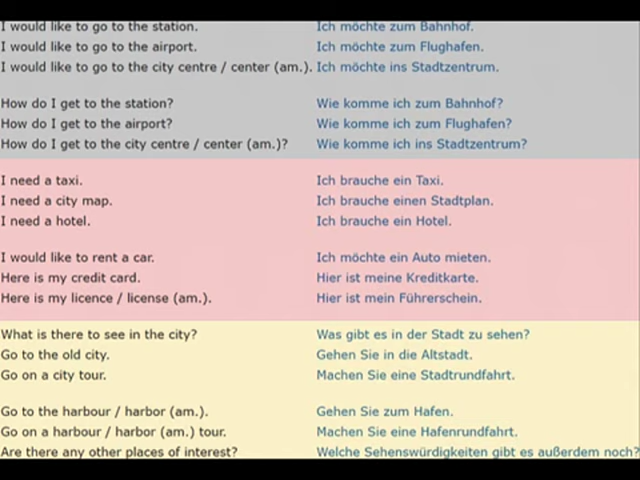 I would like to go to the station. Ich möchte zum Bahnhof.
I would like to go to the airport. Ich möchte zum Flughafen.
I would like to go to the city centre / center (am.). Ich möchte ins Stadtzentrum.
How do I get to the station? Wie komme ich zum Bahnhof?
How do I get to the airport? Wie komme ich zum Flughafen?
How do I get to the city centre / center (am.)? Wie komme ich ins Stadtzentrum?
I need a taxi. Ich brauche ein Taxi.
I need a city map. Ich brauche einen Stadtplan.
I need a hotel. Ich brauche ein Hotel.
I would like to rent a car. Ich möchte ein Auto mieten.
Here is my credit card. Hier ist meine Kreditkarte.
Here is my licence / license (am.). Hier ist mein Führerschein.
What is there to see in the city? Was gibt es in der Stadt zu sehen?
Go to the old city. Gehen Sie in die Altstadt.
Go on a city tour. Machen Sie eine Stadtrundfahrt.
Go to the harbour / harbor (am.). Gehen Sie zum Hafen.
Go on a harbour / harbor (am.) tour. Machen Sie eine Hafenrundfahrt.
Are there any other places of interest? Welche Sehenswürdigkeiten gibt es außerdem noch?